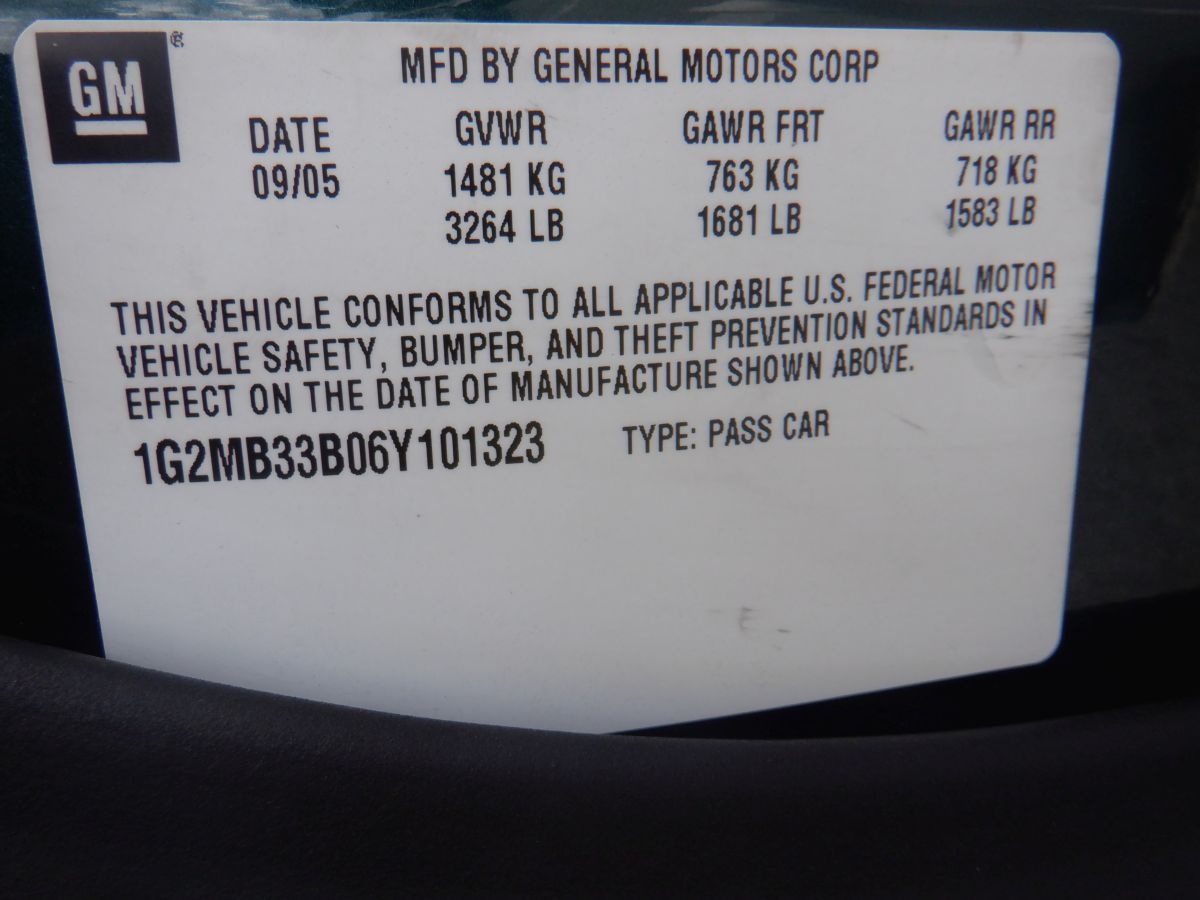 GM
MFD BY GENERAL MOTORS CORP
DATE GVWR GAWR FRT GAWR RR
09/05 1481 KG 763 KG 718 KG
3264 LB 1681 LB 1583 LB
THIS VEHICLE CONFORMS TO ALL APPLICABLE U.S. FEDERAL MOTOR
VEHICLE SAFETY, BUMPER, AND THEFT PREVENTION STANDARDS IN
EFFECT ON THE DATE OF MANUFACTURE SHOWN ABOVE.
1G2MB33B06Y101323 TYPE: PASS CAR